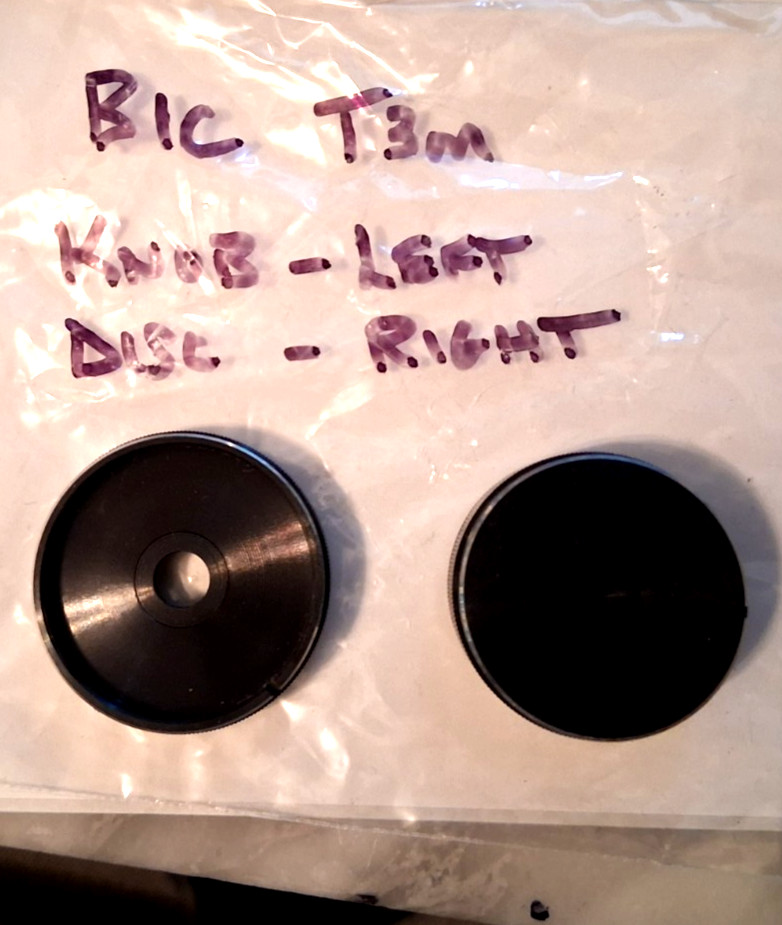 BIC T3M
KNOB - LEFT
DISC - RIGHT